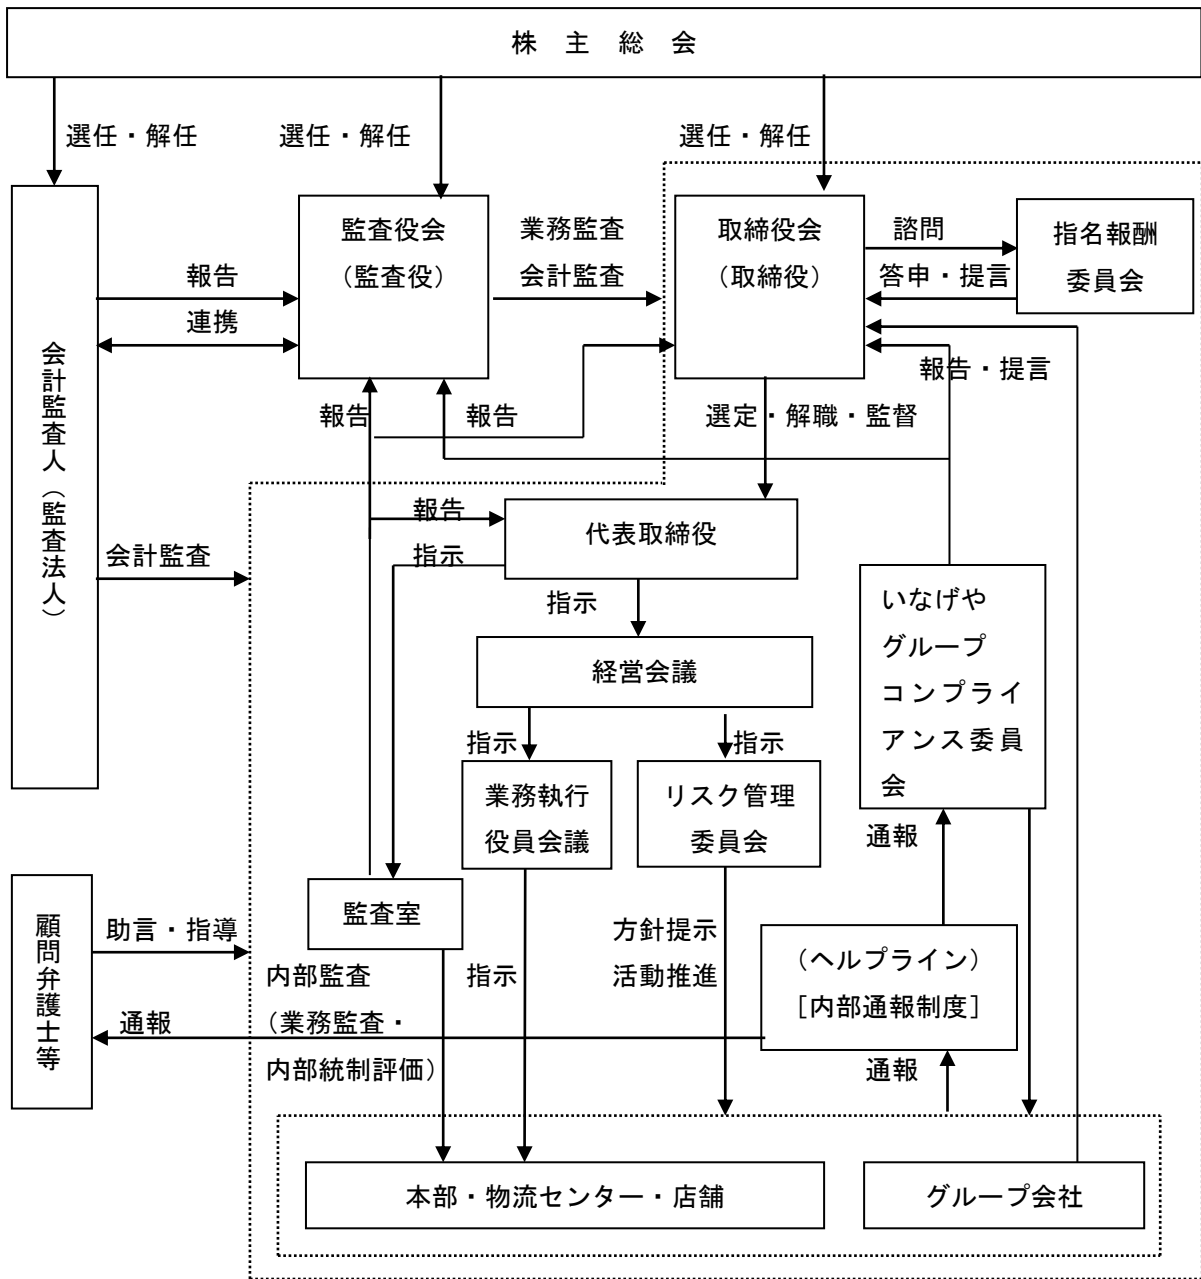 株 主 総 会
選任・解任
選任・解任
選任・解任
会計監査人（監査法人）
監査役会
（監査役）
業務監査
会計監査
取締役会
（取締役）
諮問
答申・提言
指名報酬
委員会
報告
連携
報告・提言
報告
報告
選定・解職・監督
報告
代表取締役
会計監査
指示
指示
経営会議
いなげや
グループ
コンプライ
アンス委員
会
指示
指示
業務執行
役員会議
リスク管理
委員会
通報
顧問弁護士等
監査室
助言・指導
方針提示
活動推進
（ヘルプライン）
［内部通報制度］
内部監査
（業務監査・
内部統制評価）
指示
通報
通報
本部・物流センター・店舗
グループ会社